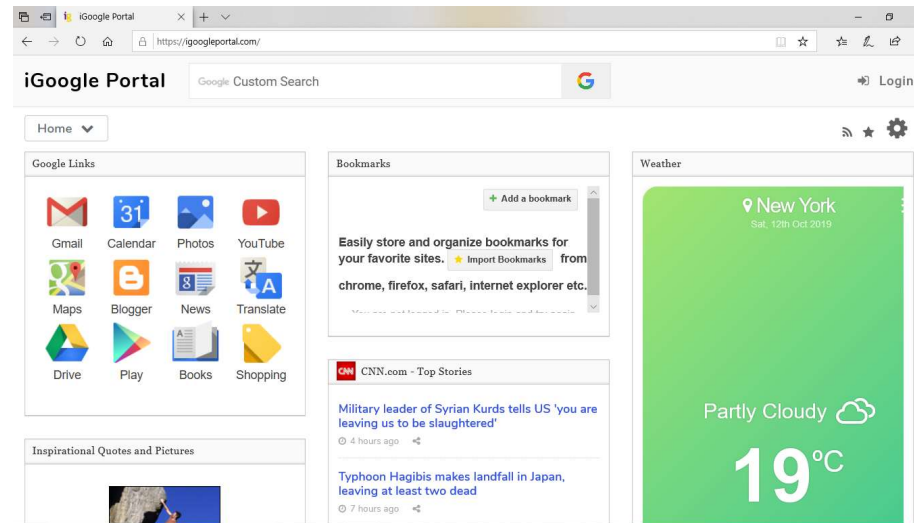 iGoogle Portal
https://igoogleportal.com/
iGoogle Portal
Google Custom Search
G
Login
Home
Google Links
Gmail
31
Calendar
Photos
YouTube
Maps
Blogger
News
Translate
Drive
Play
Books
Shopping
Inspirational Quotes and Pictures
Bookmarks
+ Add a bookmark
Easily store and organize bookmarks for
your favorite sites. Import Bookmarks from
chrome, firefox, safari, internet explorer etc.
CNN
CNN.com - Top Stories
Military leader of Syrian Kurds tells US 'you are
leaving us to be slaughtered'
4 hours ago
Typhoon Hagibis makes landfall in Japan,
leaving at least two dead
7 hours ago
Weather
New York
Sat, 12th Oct 2019
Partly Cloudy
19°C